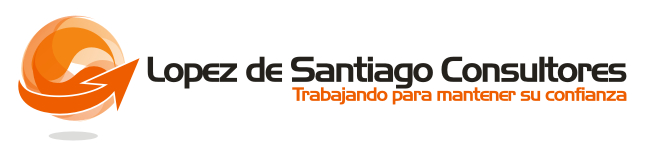 Lopez de Santiago Consultores
Trabajando para mantener su confianza